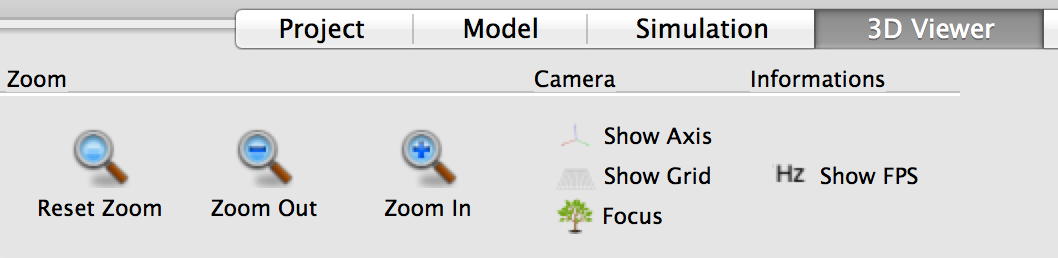 Project Model Simulation 3D Viewer
Zoom Camera Informations
Show Axis
Show Grid Hz Show FPS
Reset Zoom Zoom Out Zoom In Focus